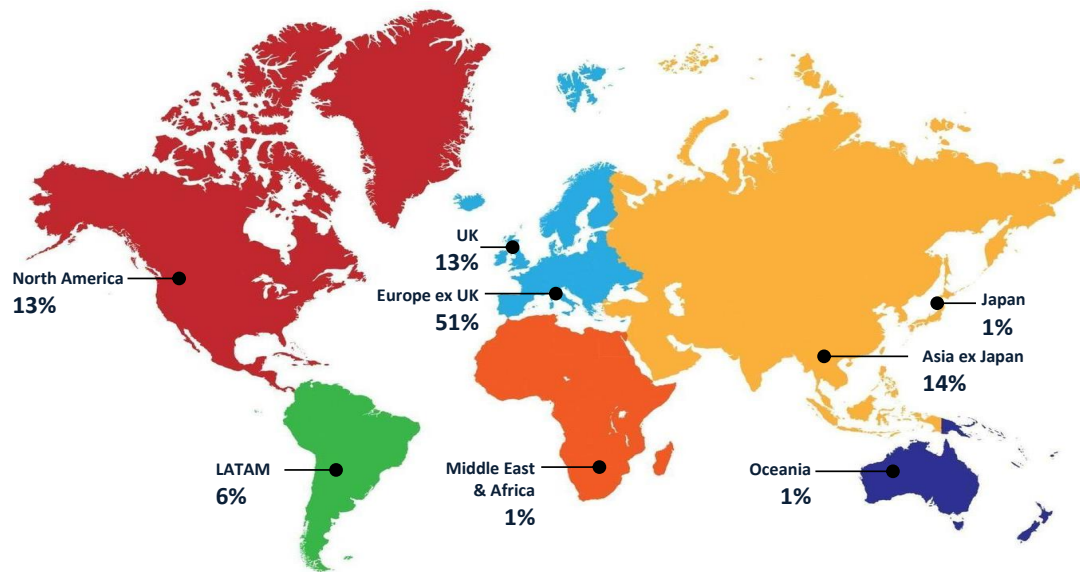 North America
13%
UK
13%
Europe ex UK
51%
Japan
1%
Asia ex Japan
14%
LATAM
6%
Middle East
& Africa
1%
Oceania
1%